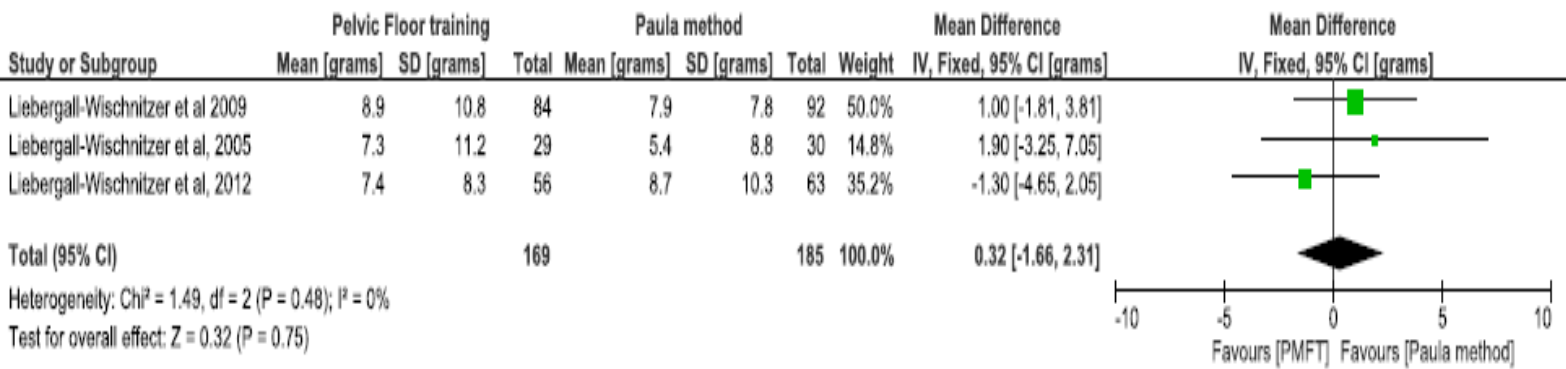 Pelvic Floor training Paula method Mean Difference Mean Difference
Study or Subgroup Mean [grams] SD [grams] Total Mean [grams] SD [grams] Total Weight IV, Fixed, 95% CI [grams] IV, Fixed, 95% CI [grams]
Liebergall-Wischnitzer et al 2009 8.9 10.8 84 7.9 7.8 92 50.0% 1.00 [-1.81, 3.81]
Liebergall-Wischnitzer et al, 2005 7.3 11.2 29 5.4 8.8 30 14.8% 1.90 [-3.25, 7.05]
Liebergall-Wischnitzer et al, 2012 7.4 8.3 56 8.7 10.3 63 35.2% -1.30 [-4.65, 2.05]
Total (95% CI) 169 185 100.0% 0.32 [-1.66, 2.31]
Heterogeneity: Chi² = 1.49, df = 2 (P = 0.48); I² = 0%
Test for overall effect: Z = 0.32 (P = 0.75)
-10 -5 0 5 10
Favours [PMFT] Favours [Paula method]